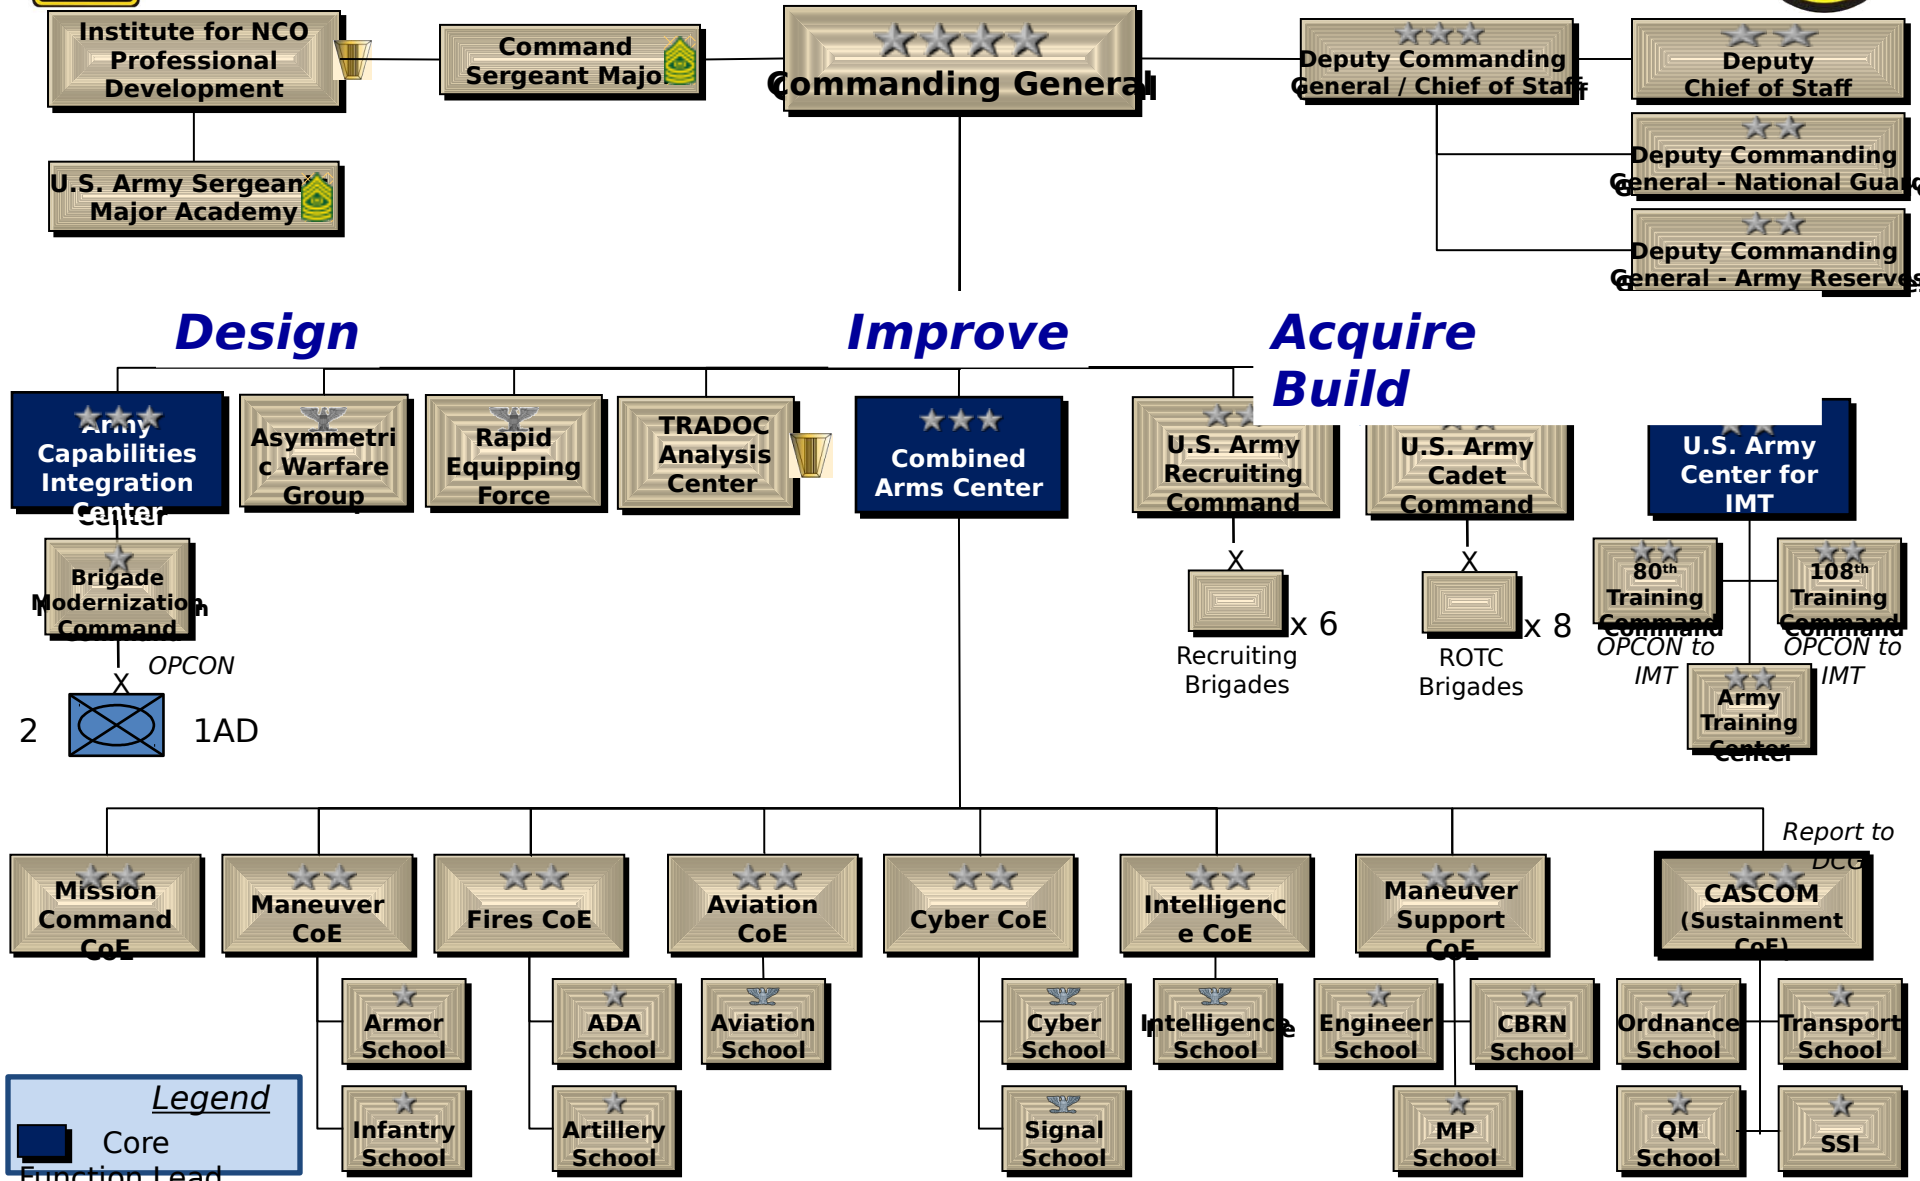 Institute for NCO
Professional
Development
Command
Sergeant Major
Commanding General
Deputy Commanding
General / Chief of Staff
Deputy
Chief of Staff
Deputy Commanding
General - National Guard
U.S. Army Sergeants
Major Academy
Deputy Commanding
General - Army Reserves
Design
Improve
Acquire
Build
Army
Capabilities
Integration
Center
Asymmetri
c Warfare
Group
Rapid
Equipping
Force
TRADOC
Analysis
Center
Combined
Arms Center
U.S. Army
Recruiting
Command
U.S. Army
Cadet
Command
U.S. Army
Center for
IMT
Brigade
Modernization
Command
X
x 6
Recruiting
Brigades
X
x 8
ROTC
Brigades
80th
Training
Command
OPCON to
IMT
108th
Training
Command
OPCON to
IMT
Army
Training
Center
OPCON
X
2
1AD
Report to
DCG
Mission
Command
CoE
Maneuver
CoE
Fires CoE
Aviation
CoE
Cyber CoE
Intelligenc
e CoE
Maneuver
Support
CoE
CASCOM
(Sustainment
CoE)
Armor
School
ADA
School
Aviation
School
Cyber
School
Intelligence
School
Engineer
School
CBRN
School
Ordnance
School
Transport
School
Infantry
School
Artillery
School
Signal
School
MP
School
QM
School
SSI
Legend
Core
Function Lead